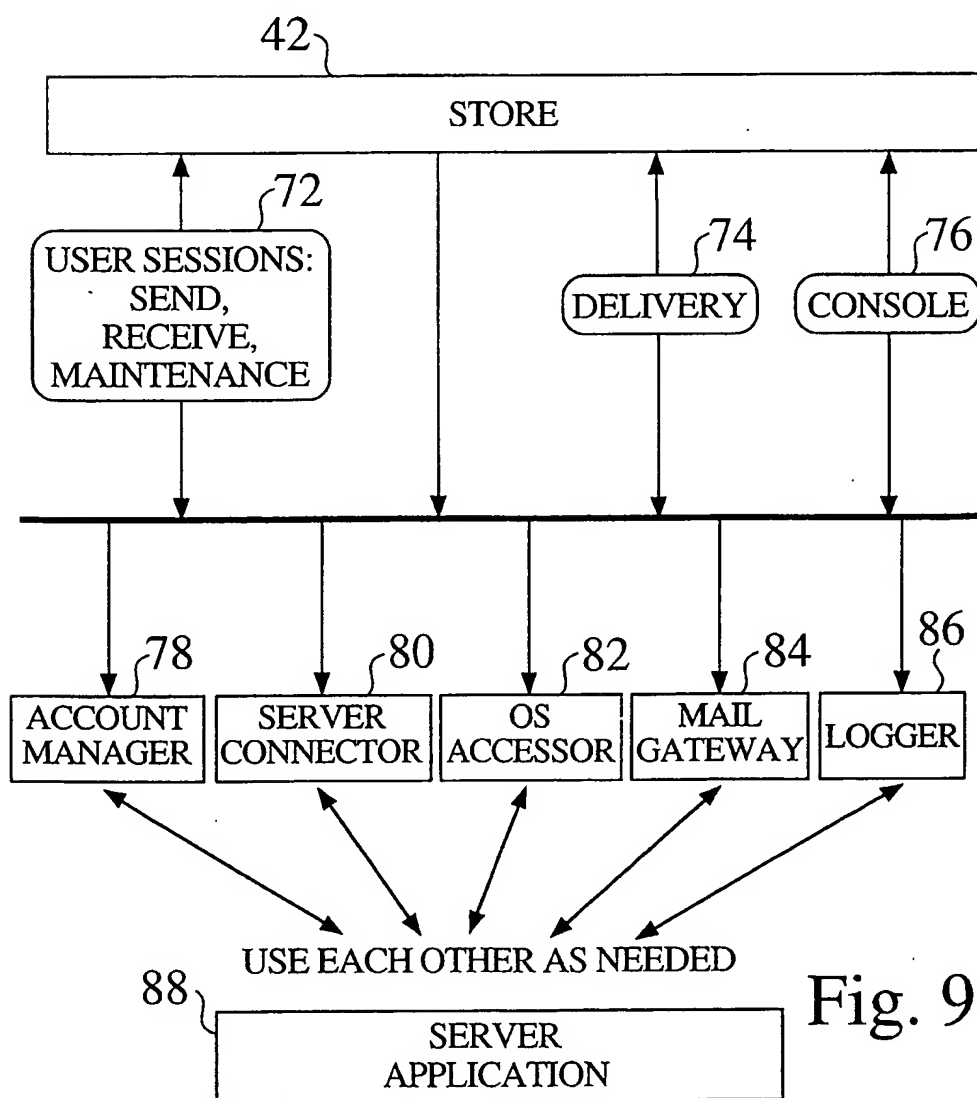 42
STORE
72
74
76
USER SESSIONS:
SEND,
RECEIVE,
MAINTENANCE
DELIVERY
CONSOLE
78
80
82
84
86
ACCOUNT
MANAGER
SERVER
CONNECTOR
OS
ACCESSOR
MAIL
GATEWAY
LOGGER
USE EACH OTHER AS NEEDED
88
SERVER
APPLICATION
Fig. 9